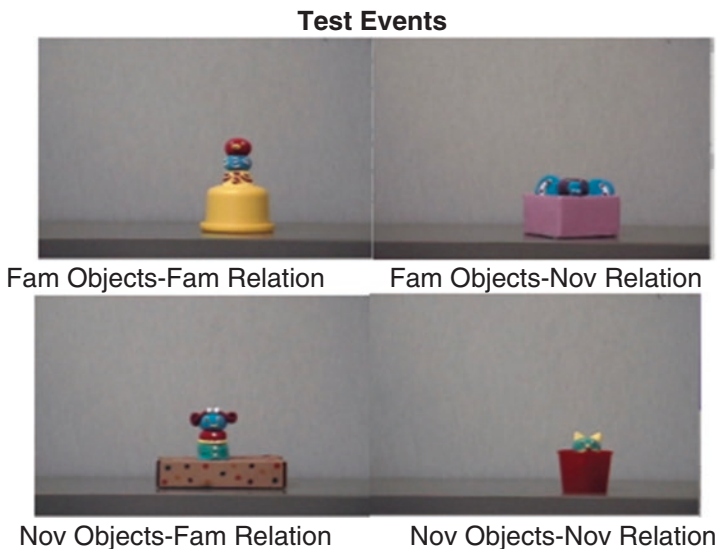 Test Events
Fam Objects-Fam Relation
Fam Objects-Nov Relation
Nov Objects-Fam Relation
Nov Objects-Nov Relation